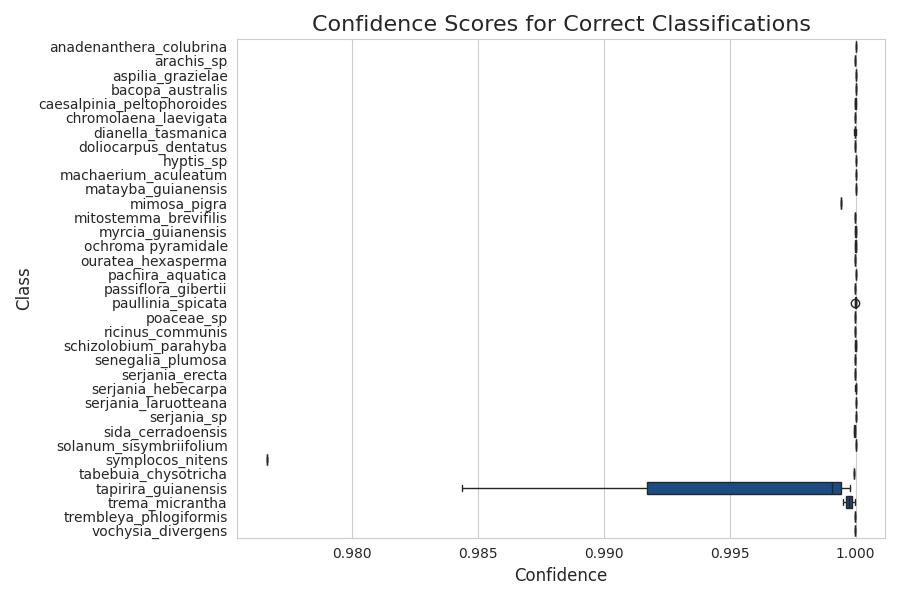 Confidence Scores for Correct Classifications
anadenanthera_colubrina
arachis_sp
aspilia_grazielae
bacopa_australis
caesalpinia_peltophoroides
chromolaena_laevigata
dianella_tasmanica
doliocarpus_dentatus
hyptis_sp
machaerium_aculeatum
matayba_guianensis
mimosa_pigra
mitostemma_brevifilis
myrcia_guianensis
ochroma pyramidale
ouratea_hexasperma
pachira_aquatica
passiflora_gibertii
paullinia_spicata
poaceae_sp
ricinus_communis
schizolobium_parahyba
senegalia_plumosa
serjania_erecta
serjania_hebecarpa
serjania_laruotteana
serjania_sp
sida_cerradoensis
solanum_sisymbriifolium
symplocos_nitens
tabebuia_chysotricha
tapirira_guianensis
trema_micrantha
trembleya_phlogiformis
vochysia_divergens
Class
0.980 0.985 0.990 0.995 1.000
Confidence